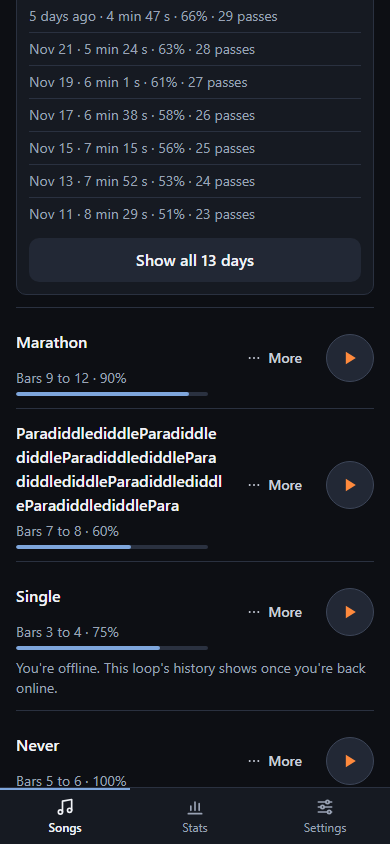 5 days ago · 4 min 47 s · 66% · 29 passes
Nov 21 · 5 min 24 s · 63% · 28 passes
Nov 19 · 6 min 1 s · 61% · 27 passes
Nov 17 · 6 min 38 s · 58% · 26 passes
Nov 15 · 7 min 15 s · 56% · 25 passes
Nov 13 · 7 min 52 s · 53% · 24 passes
Nov 11 · 8 min 29 s · 51% · 23 passes
Show all 13 days
Marathon
··· More
Bars 9 to 12 · 90%
ParadiddlediddleParadiddle
diddleParadiddlediddlePara
diddlediddleParadiddlediddl
eParadiddlediddlePara
··· More
Bars 7 to 8 · 60%
Single
··· More
Bars 3 to 4 · 75%
You're offline. This loop's history shows once you're back
online.
Never
··· More
Bars 5 to 6 · 100%
Songs
Stats
Settings